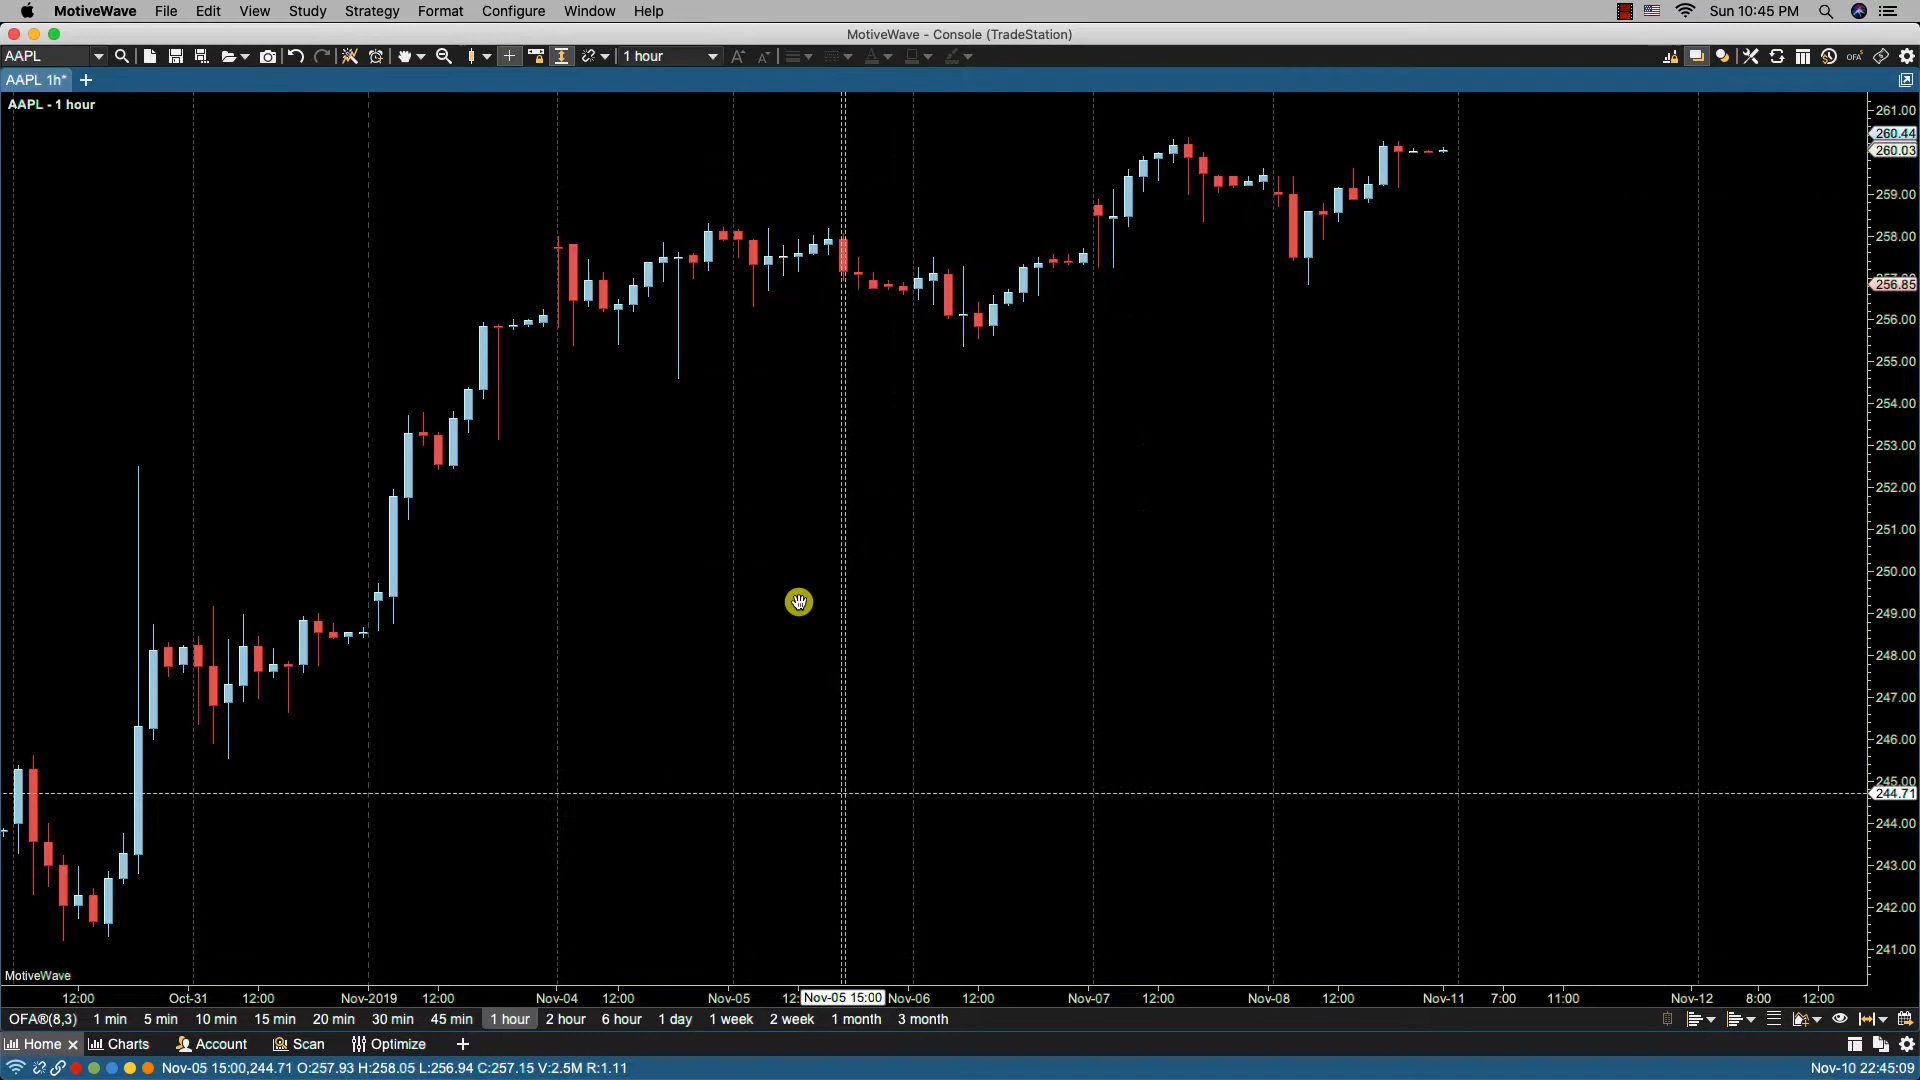 MotiveWave File Edit View Study Strategy Format Configure Window Help Sun 10:45 PM
MotiveWave - Console (TradeStation)
AAPL 1 hour OFA
AAPL 1h* +
AAPL - 1 hour
261.00
260.44
260.03
259.00
258.00
256.85
256.00
255.00
254.00
253.00
252.00
251.00
250.00
249.00
248.00
247.00
246.00
245.00
244.71
244.00
243.00
242.00
241.00
MotiveWave
12:00 Oct-31 12:00 Nov-2019 12:00 Nov-04 12:00 Nov-05 Nov-05 15:00 Nov-06 12:00 Nov-07 12:00 Nov-08 12:00 Nov-11 7:00 11:00 Nov-12 8:00 12:00
OFA®(8,3) 1 min 5 min 10 min 15 min 20 min 30 min 45 min 1 hour 2 hour 6 hour 1 day 1 week 2 week 1 month 3 month
Home Charts Account Scan Optimize +
Nov-05 15:00,244.71 O:257.93 H:258.05 L:256.94 C:257.15 V:2.5M R:1.11 Nov-10 22:45:09